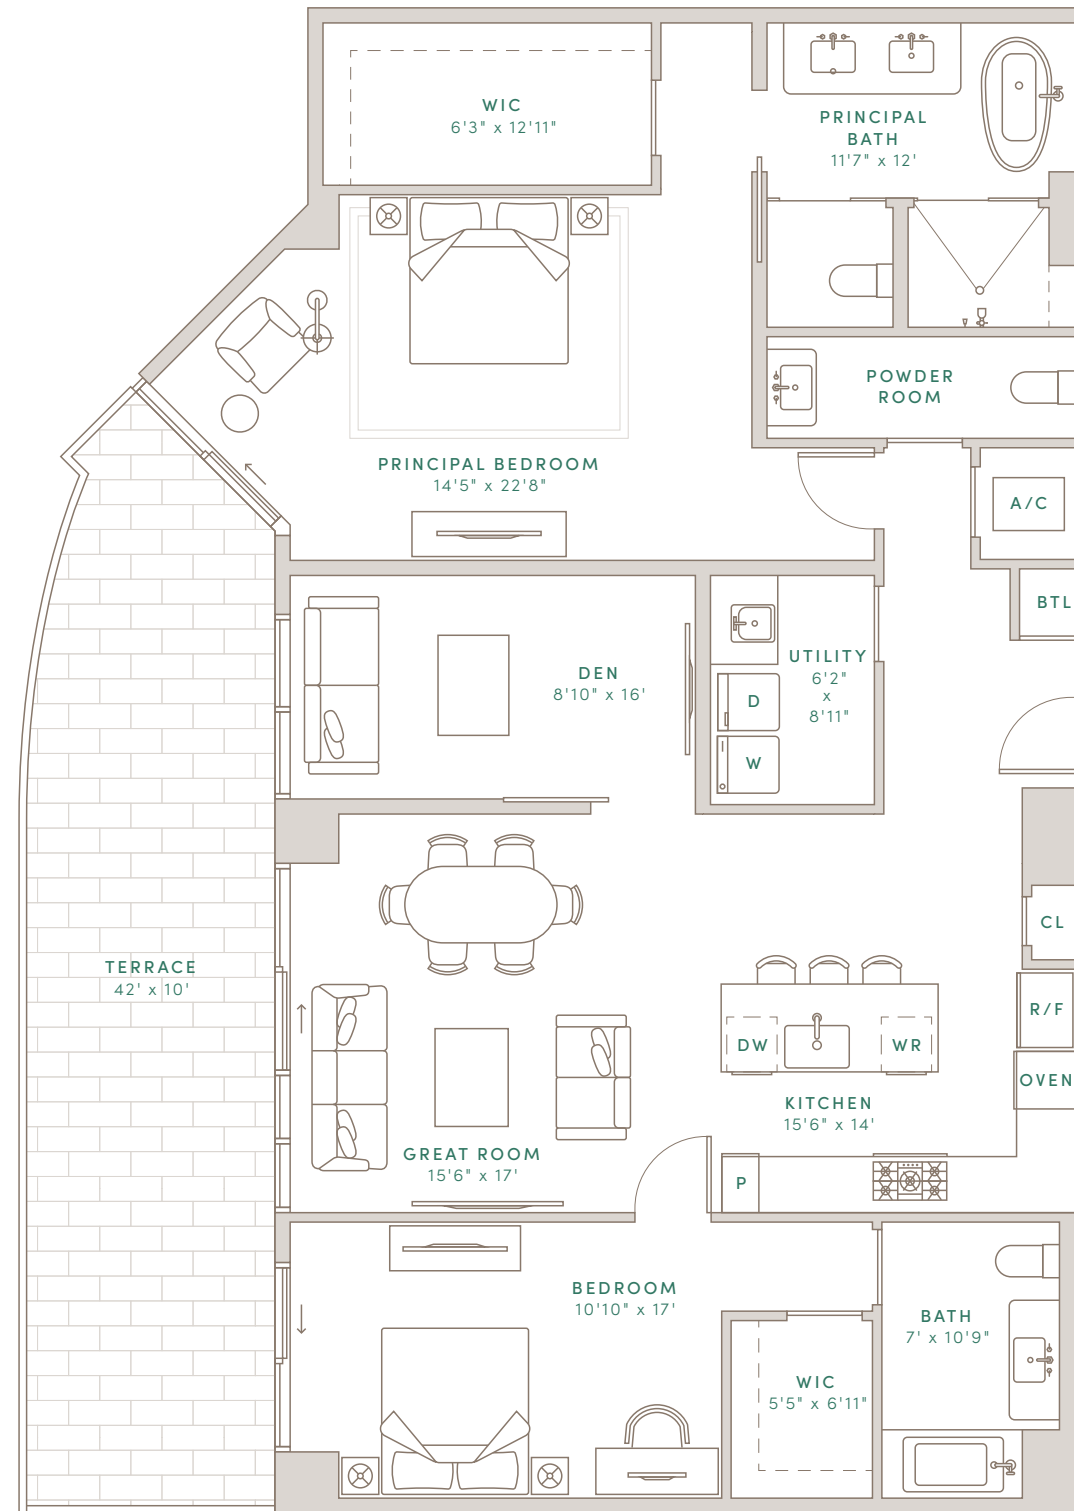 WIC
6'3" x 12'11"
PRINCIPAL
BATH
11'7" x 12'
POWDER
ROOM
PRINCIPAL BEDROOM
14'5" x 22'8"
A/C
BTL
DEN
8'10" x 16'
UTILITY
6'2"
x
8'11"
D
W
CL
TERRACE
42' x 10'
R/F
DW
WR
OVEN
KITCHEN
15'6" x 14'
GREAT ROOM
15'6" x 17'
P
BEDROOM
10'10" x 17'
BATH
7' x 10'9"
WIC
5'5" x 6'11"